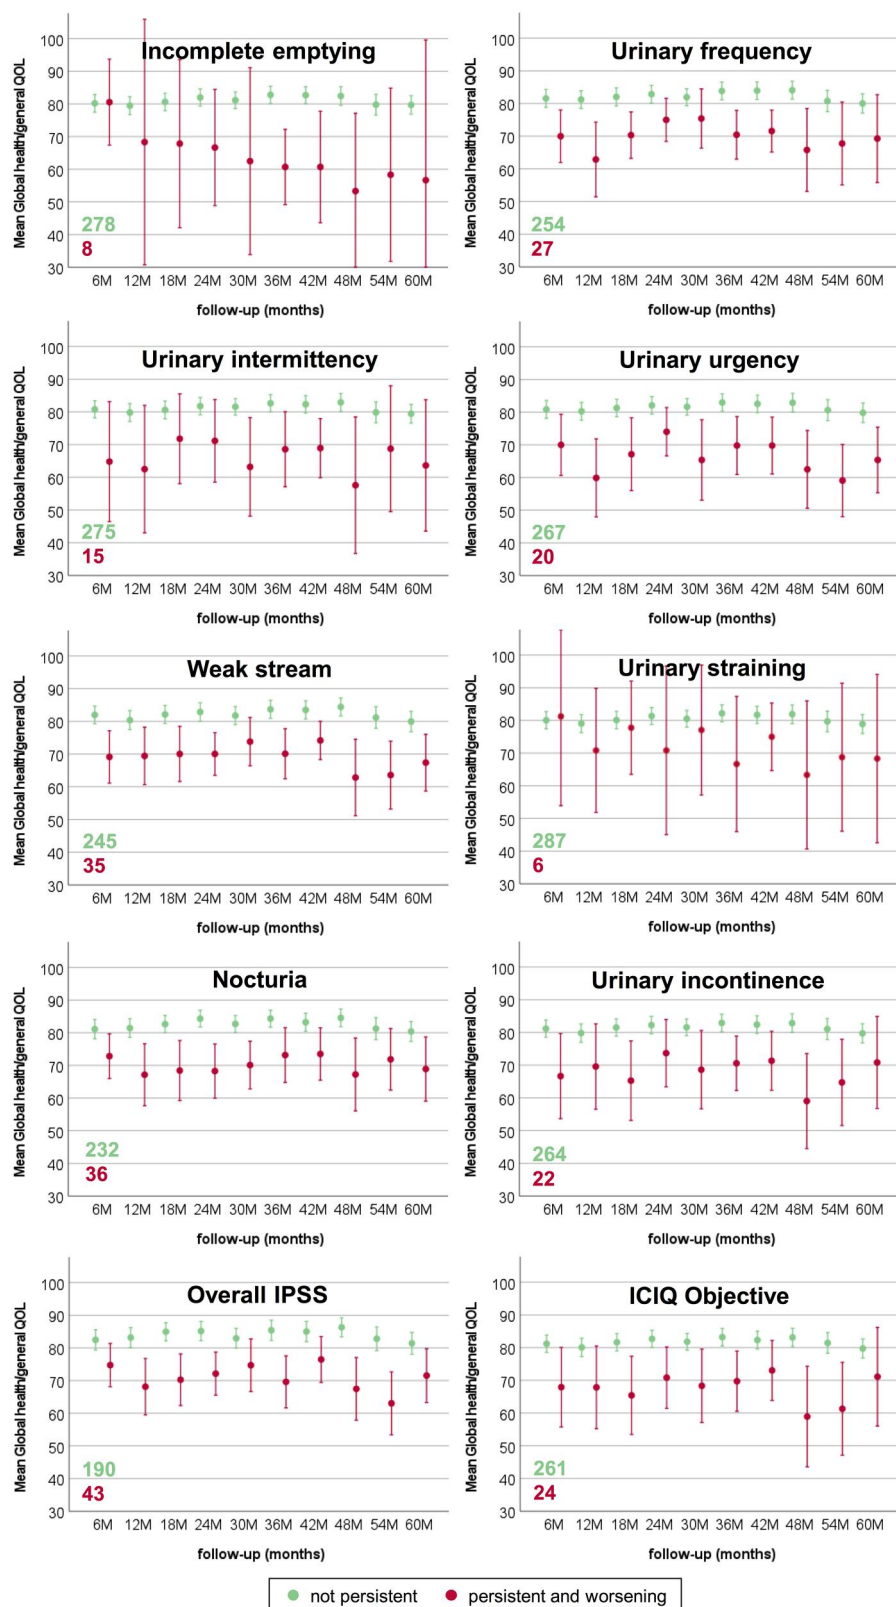 Incomplete emptying
Mean Global health/general QOL
100
90
80
70
60
50
40
30
278
8
6M 12M 18M 24M 30M 36M 42M 48M 54M 60M
follow-up (months)
Urinary frequency
Mean Global health/general QOL
100
90
80
70
60
50
40
30
254
27
6M 12M 18M 24M 30M 36M 42M 48M 54M 60M
follow-up (months)
Urinary intermittency
Mean Global health/general QOL
100
90
80
70
60
50
40
30
275
15
6M 12M 18M 24M 30M 36M 42M 48M 54M 60M
follow-up (months)
Urinary urgency
Mean Global health/general QOL
100
90
80
70
60
50
40
30
267
20
6M 12M 18M 24M 30M 36M 42M 48M 54M 60M
follow-up (months)
Weak stream
Mean Global health/general QOL
100
90
80
70
60
50
40
30
245
35
6M 12M 18M 24M 30M 36M 42M 48M 54M 60M
follow-up (months)
Urinary straining
Mean Global health/general QOL
100
90
80
70
60
50
40
30
287
6
6M 12M 18M 24M 30M 36M 42M 48M 54M 60M
follow-up (months)
Nocturia
Mean Global health/general QOL
100
90
80
70
60
50
40
30
232
36
6M 12M 18M 24M 30M 36M 42M 48M 54M 60M
follow-up (months)
Urinary incontinence
Mean Global health/general QOL
100
90
80
70
60
50
40
30
264
22
6M 12M 18M 24M 30M 36M 42M 48M 54M 60M
follow-up (months)
Overall IPSS
Mean Global health/general QOL
100
90
80
70
60
50
40
30
190
43
6M 12M 18M 24M 30M 36M 42M 48M 54M 60M
follow-up (months)
ICIQ Objective
Mean Global health/general QOL
100
90
80
70
60
50
40
30
261
24
6M 12M 18M 24M 30M 36M 42M 48M 54M 60M
follow-up (months)
not persistent persistent and worsening